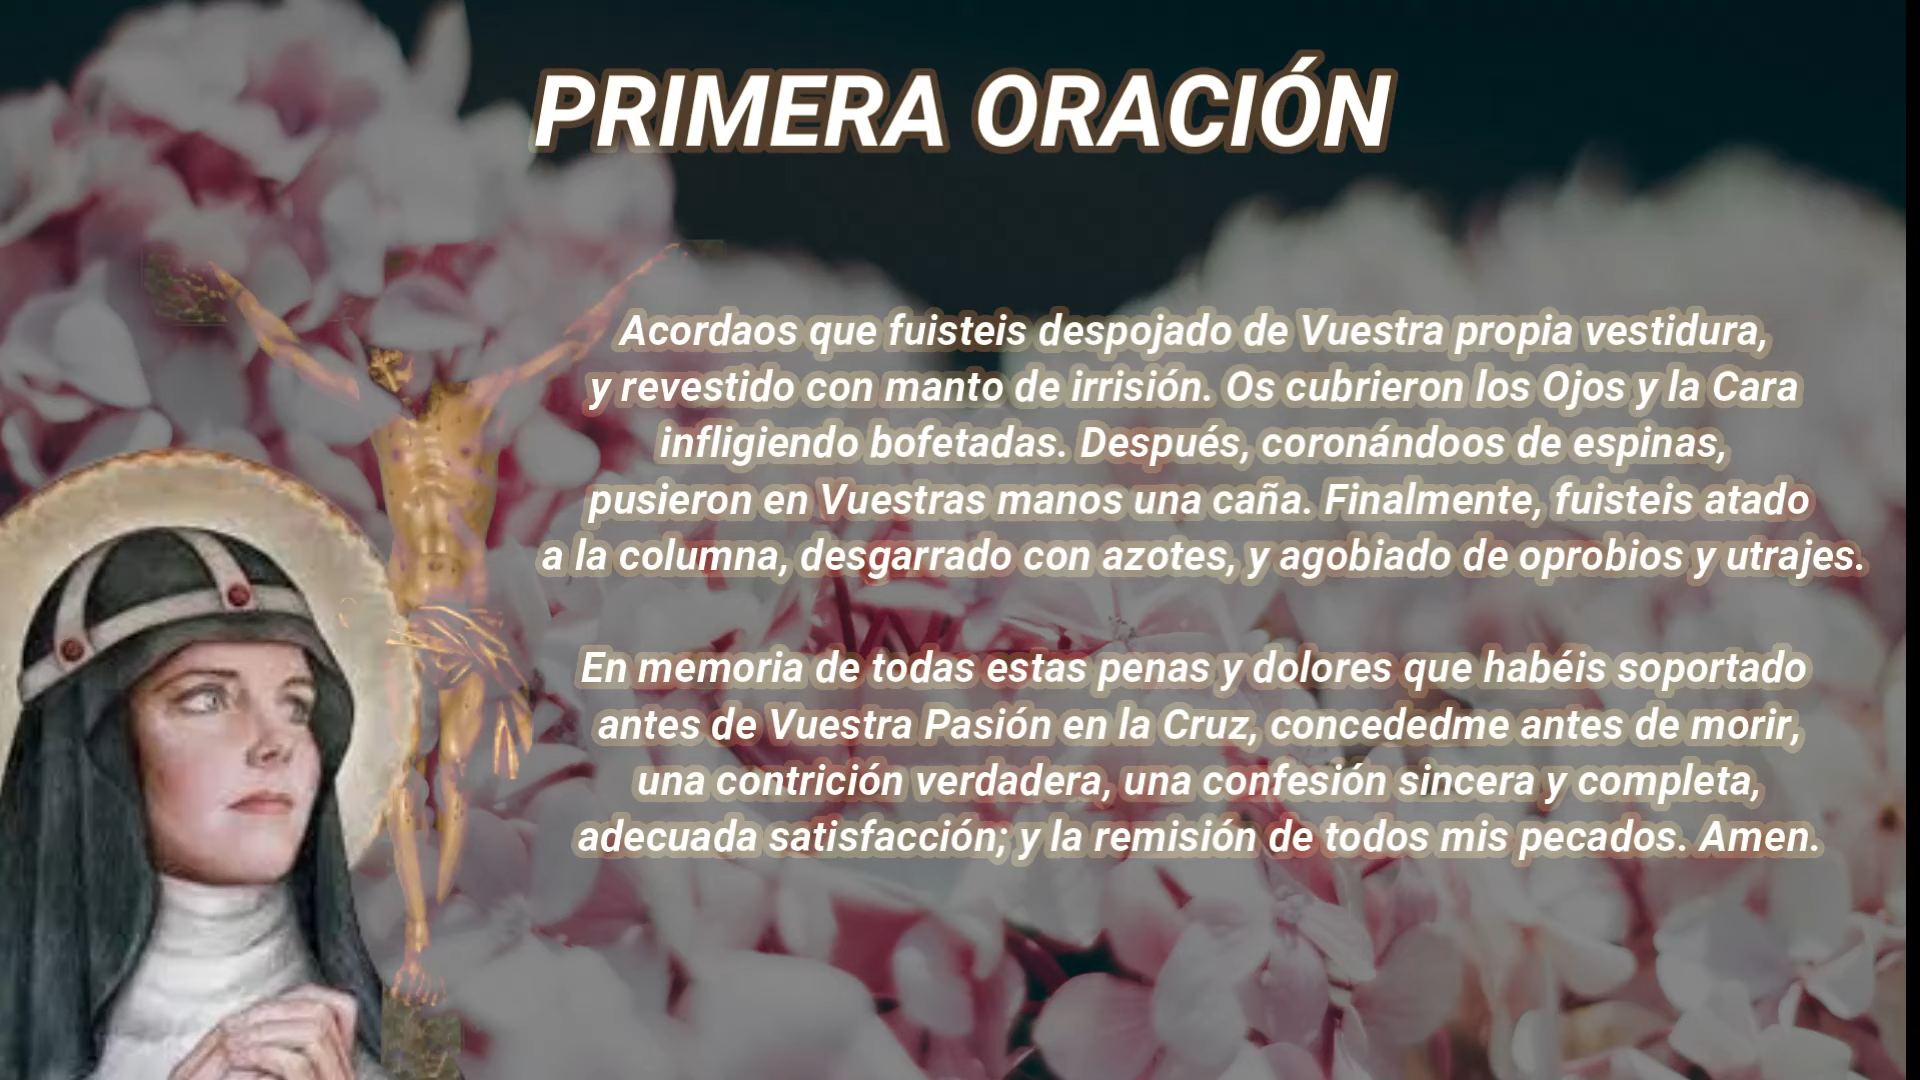 PRIMERA ORACIÓN
Acordaos que fuisteis despojado de Vuestra propia vestidura,
y revestido con manto de irrisión. Os cubrieron los Ojos y la Cara
infligiendo bofetadas. Después, coronándoos de espinas,
pusieron en Vuestras manos una caña. Finalmente, fuisteis atado
a la columna, desgarrado con azotes, y agobiado de oprobios y utrajes.
En memoria de todas estas penas y dolores que habéis soportado
antes de Vuestra Pasión en la Cruz, concededme antes de morir,
una contrición verdadera, una confesión sincera y completa,
adecuada satisfacción; y la remisión de todos mis pecados. Amen.